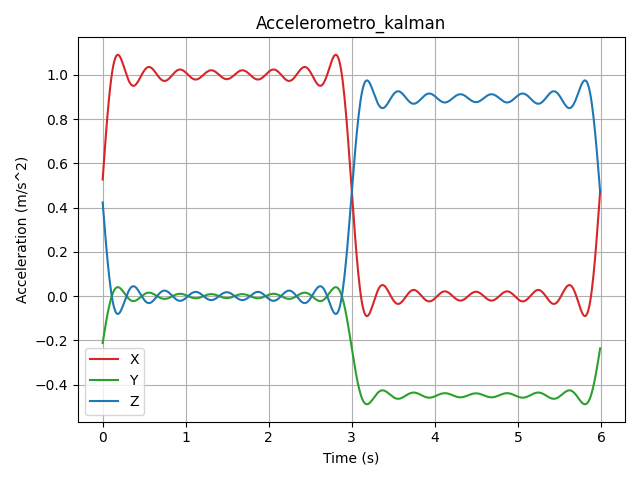 Accelerometro_kalman
Acceleration (m/s^2)
1.0
0.8
0.6
0.4
0.2
0.0
−0.2
−0.4
X
Y
Z
0 1 2 3 4 5 6
Time (s)